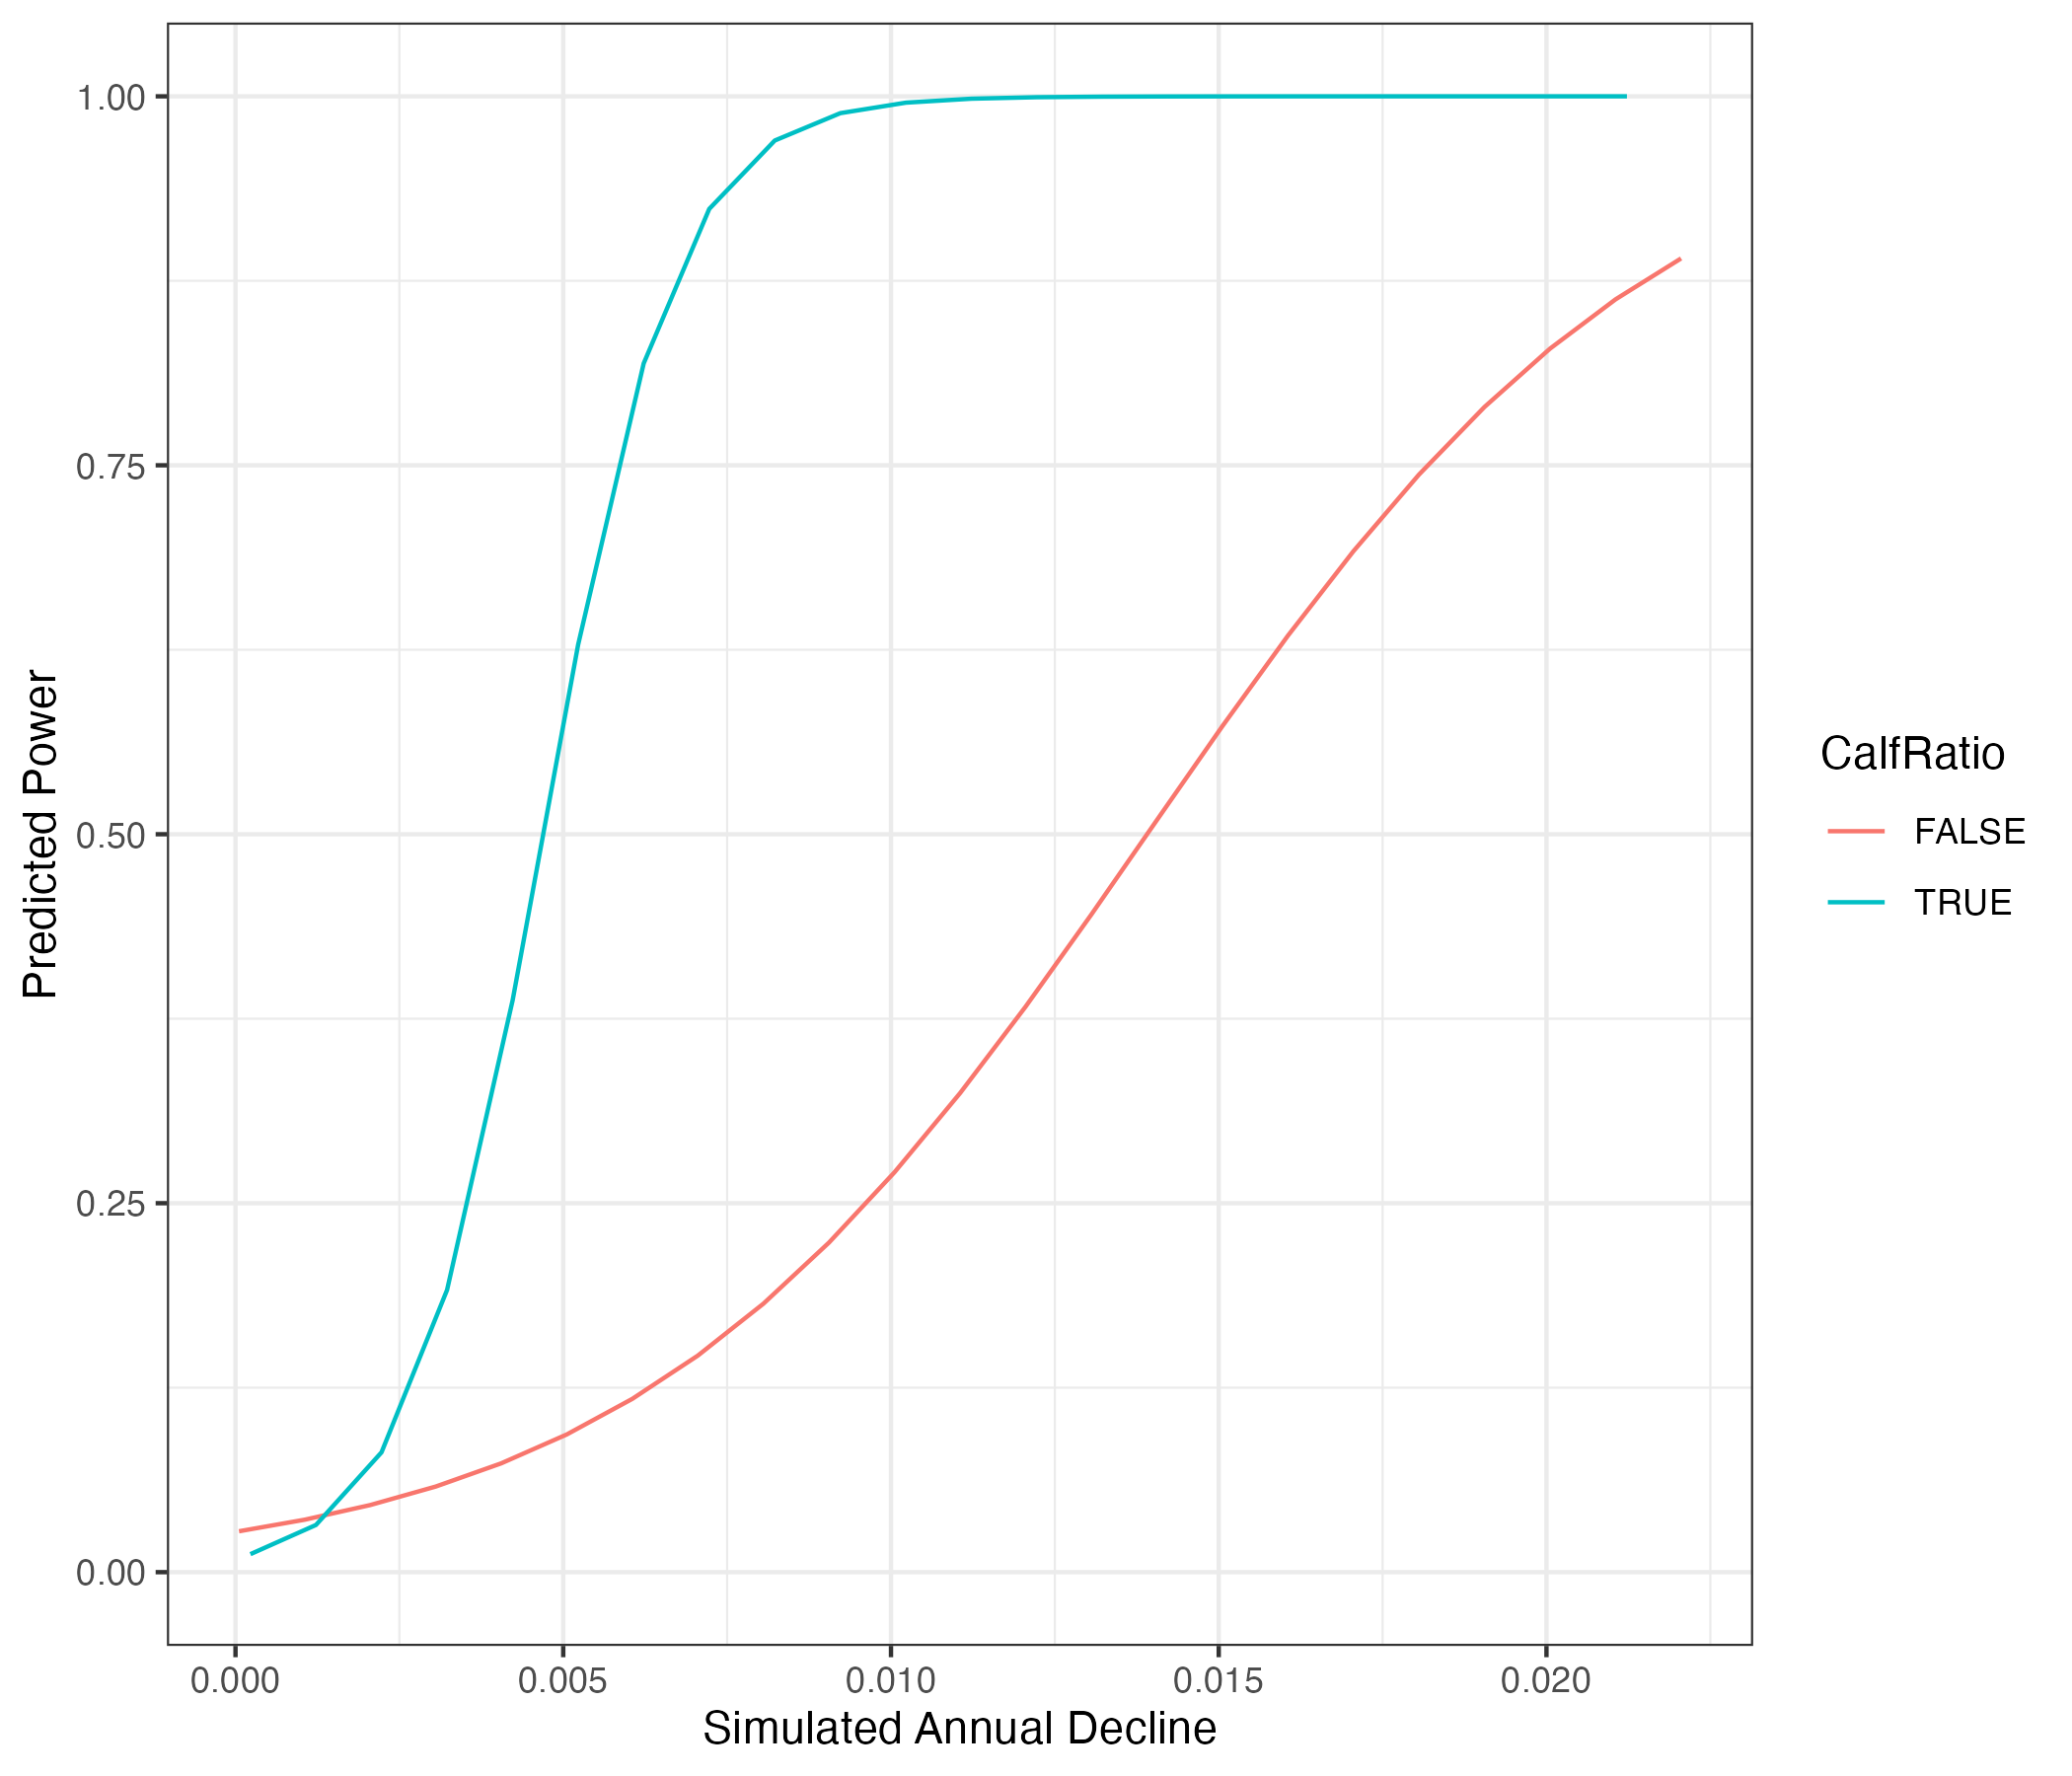 1.00
0.75
0.50
0.25
0.00
Predicted Power
0.000 0.005 0.010 0.015 0.020
Simulated Annual Decline
CalfRatio
FALSE
TRUE